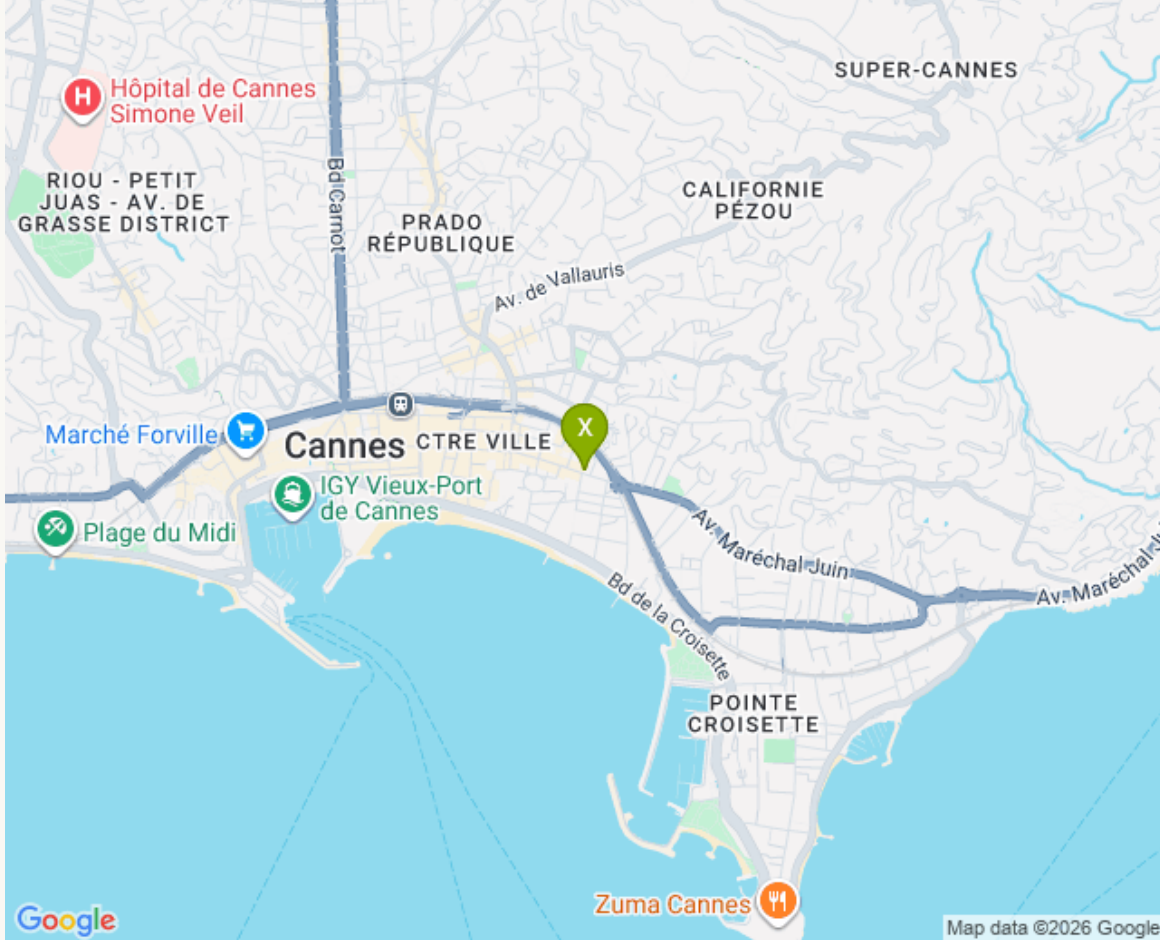 SUPER-CANNES
Hôpital de Cannes
Simone Veil
H
Bd Carnot
RIOU - PETIT
JUAS - AV. DE
GRASSE DISTRICT
CALIFORNIE
PÉZOU
PRADO
RÉPUBLIQUE
Av. de Vallauris
X
Marché Forville
Cannes
CTRE VILLE
IGY Vieux-Port
de Cannes
Plage du Midi
Av. Maréchal Juin
Av. Maréchal Ju
Bd de la Croisette
POINTE
CROISETTE
Zuma Cannes
Google
Map data ©2026 Google